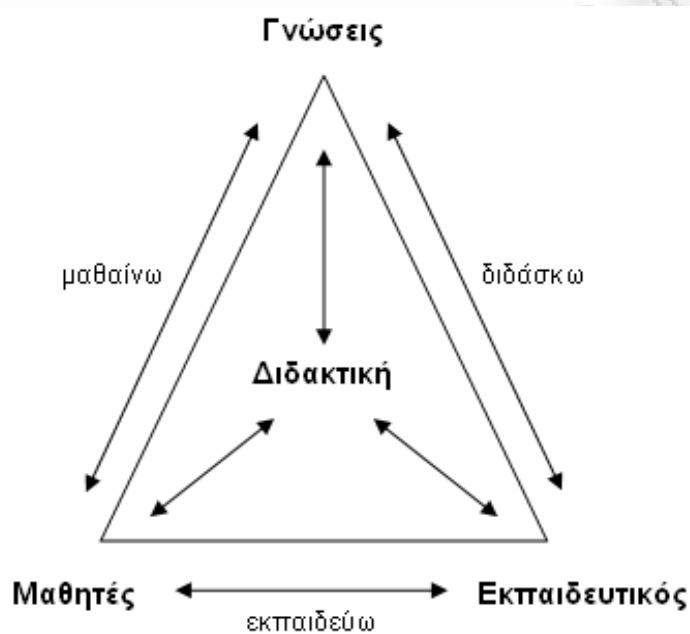 Γνώσεις
μαθαίνω
διδάσκω
Διδακτική
Μαθητές
Εκπαιδευτικός
εκπαιδεύω